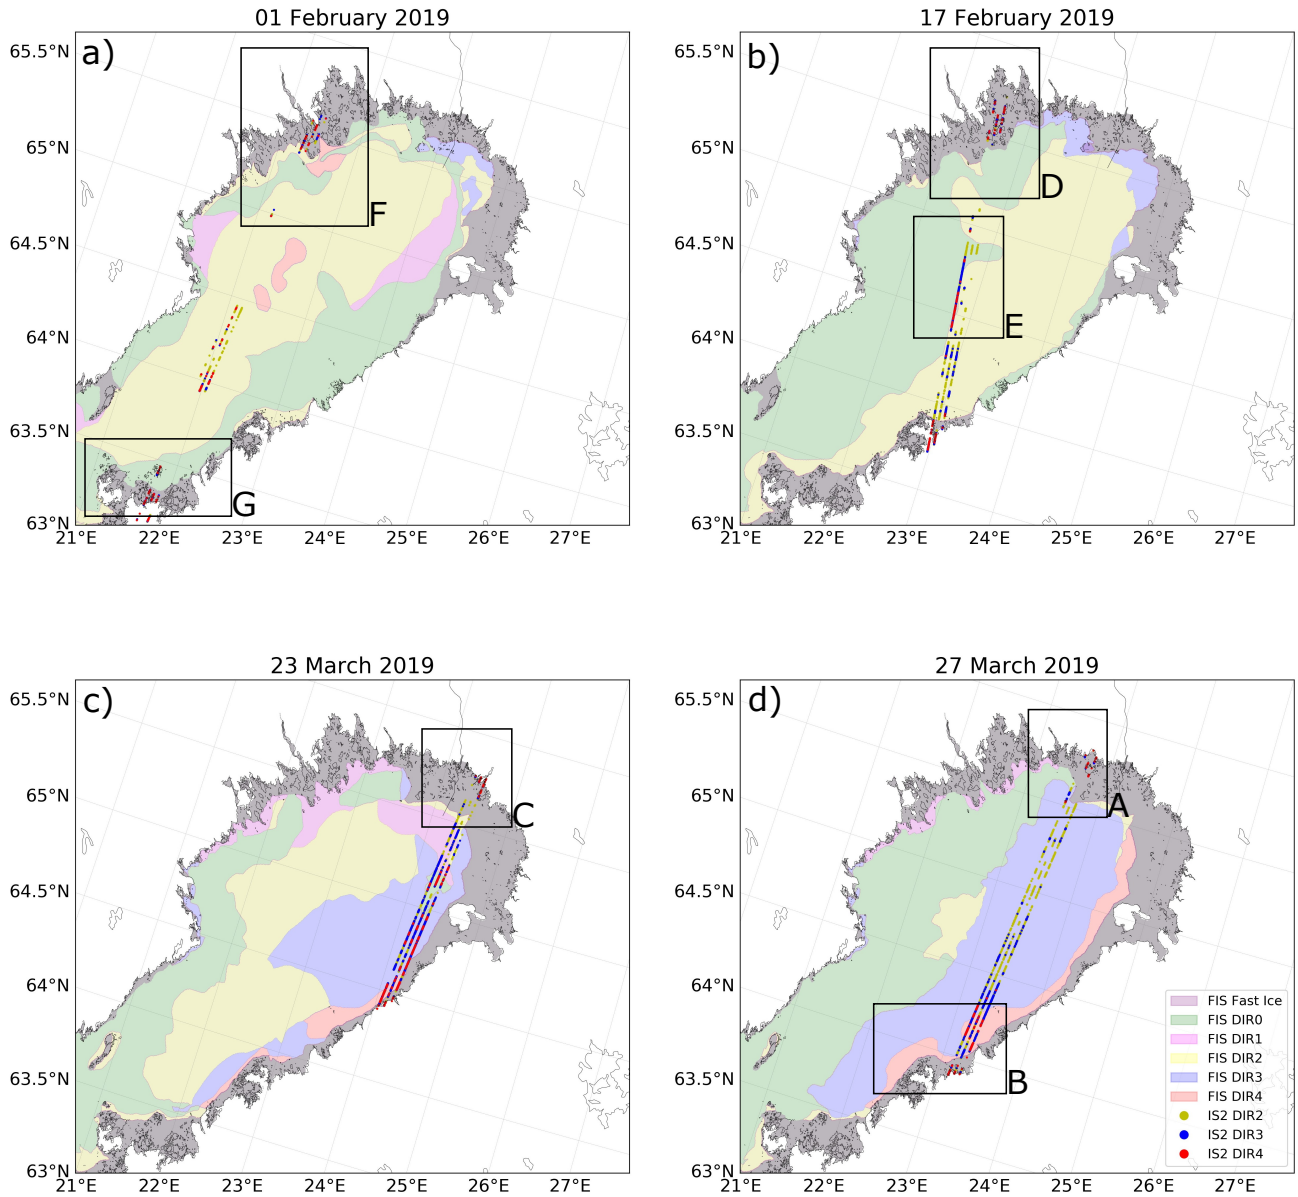 01 February 2019
17 February 2019
a)
b)
65.5°N
65°N
64.5°N
64°N
63.5°N
63°N
21°E
22°E
23°E
24°E
25°E
26°E
27°E
F
G
65.5°N
65°N
64.5°N
64°N
63.5°N
63°N
21°E
22°E
23°E
24°E
25°E
26°E
27°E
D
E
23 March 2019
27 March 2019
c)
d)
65.5°N
65°N
64.5°N
64°N
63.5°N
63°N
21°E
22°E
23°E
24°E
25°E
26°E
27°E
C
65.5°N
65°N
64.5°N
64°N
63.5°N
63°N
21°E
22°E
23°E
24°E
25°E
26°E
27°E
A
B
FIS Fast Ice
FIS DIR0
FIS DIR1
FIS DIR2
FIS DIR3
FIS DIR4
IS2 DIR2
IS2 DIR3
IS2 DIR4